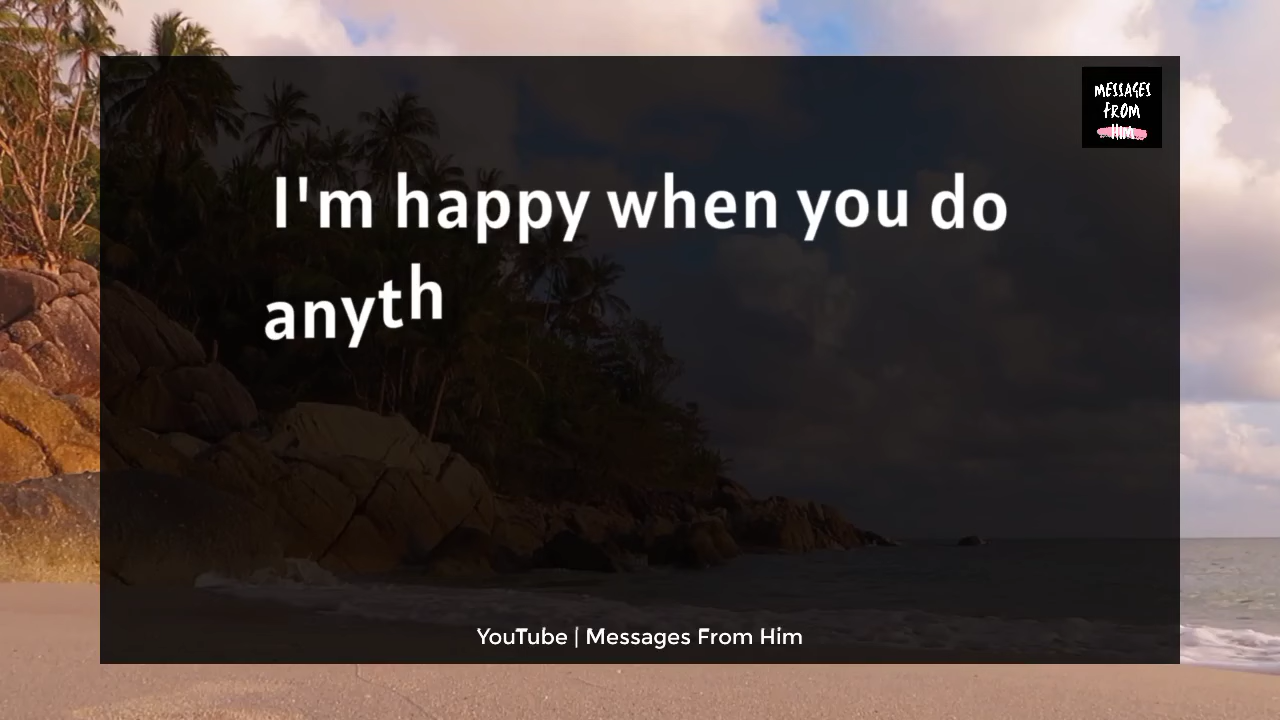 MESSAGES
FROM
HIM
I'm happy when you do
anyth
YouTube | Messages From Him